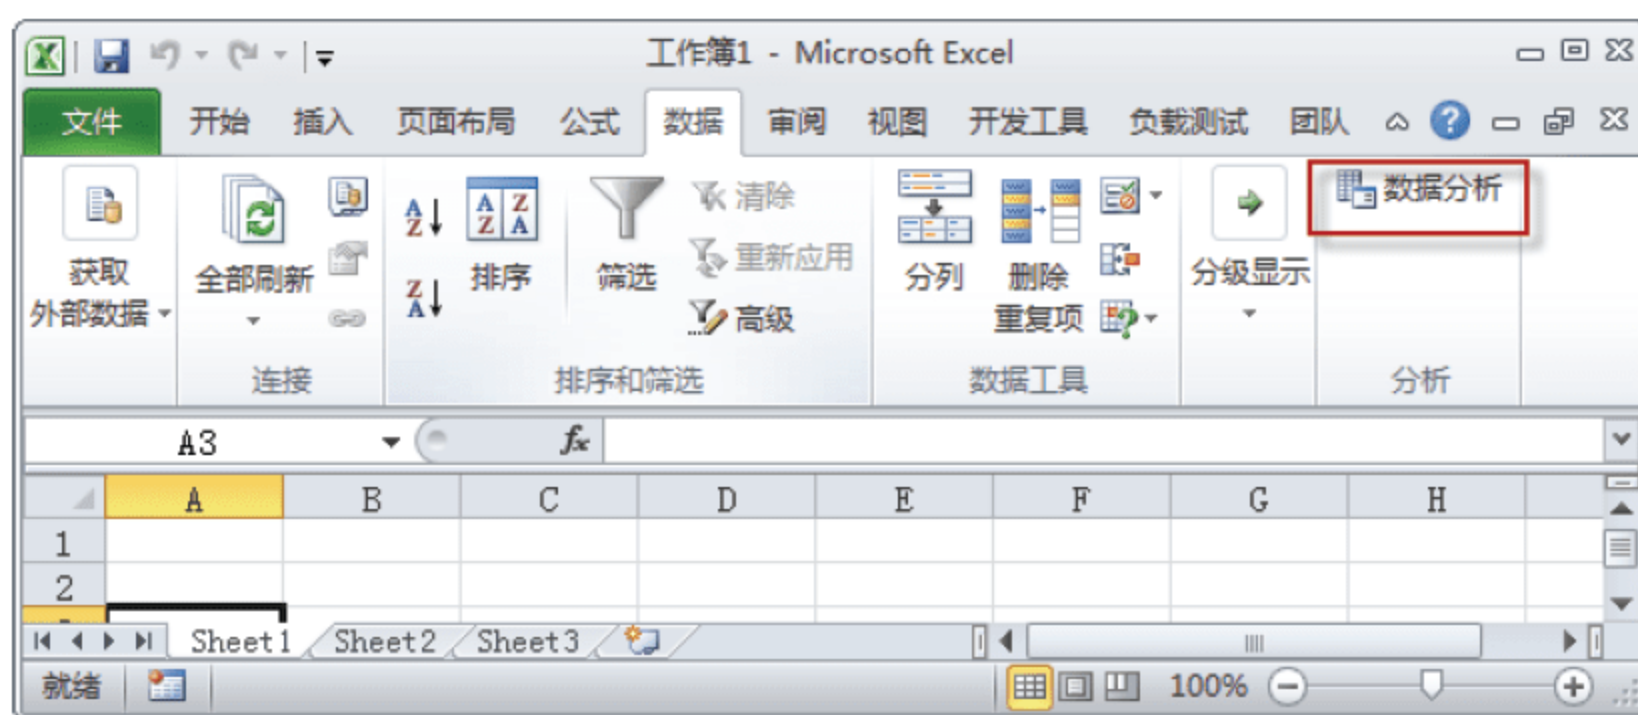 工作簿1 - Microsoft Excel
文件 开始 插入 页面布局 公式 数据 审阅 视图 开发工具 负载测试 团队
获取
外部数据
全部刷新
连接
排序
筛选
清除
重新应用
高级
排序和筛选
分列
删除
重复项
数据工具
分级显示
数据分析
分析
A3 fx
A B C D E F G H
1
2
Sheet1 Sheet2 Sheet3
就绪 100%